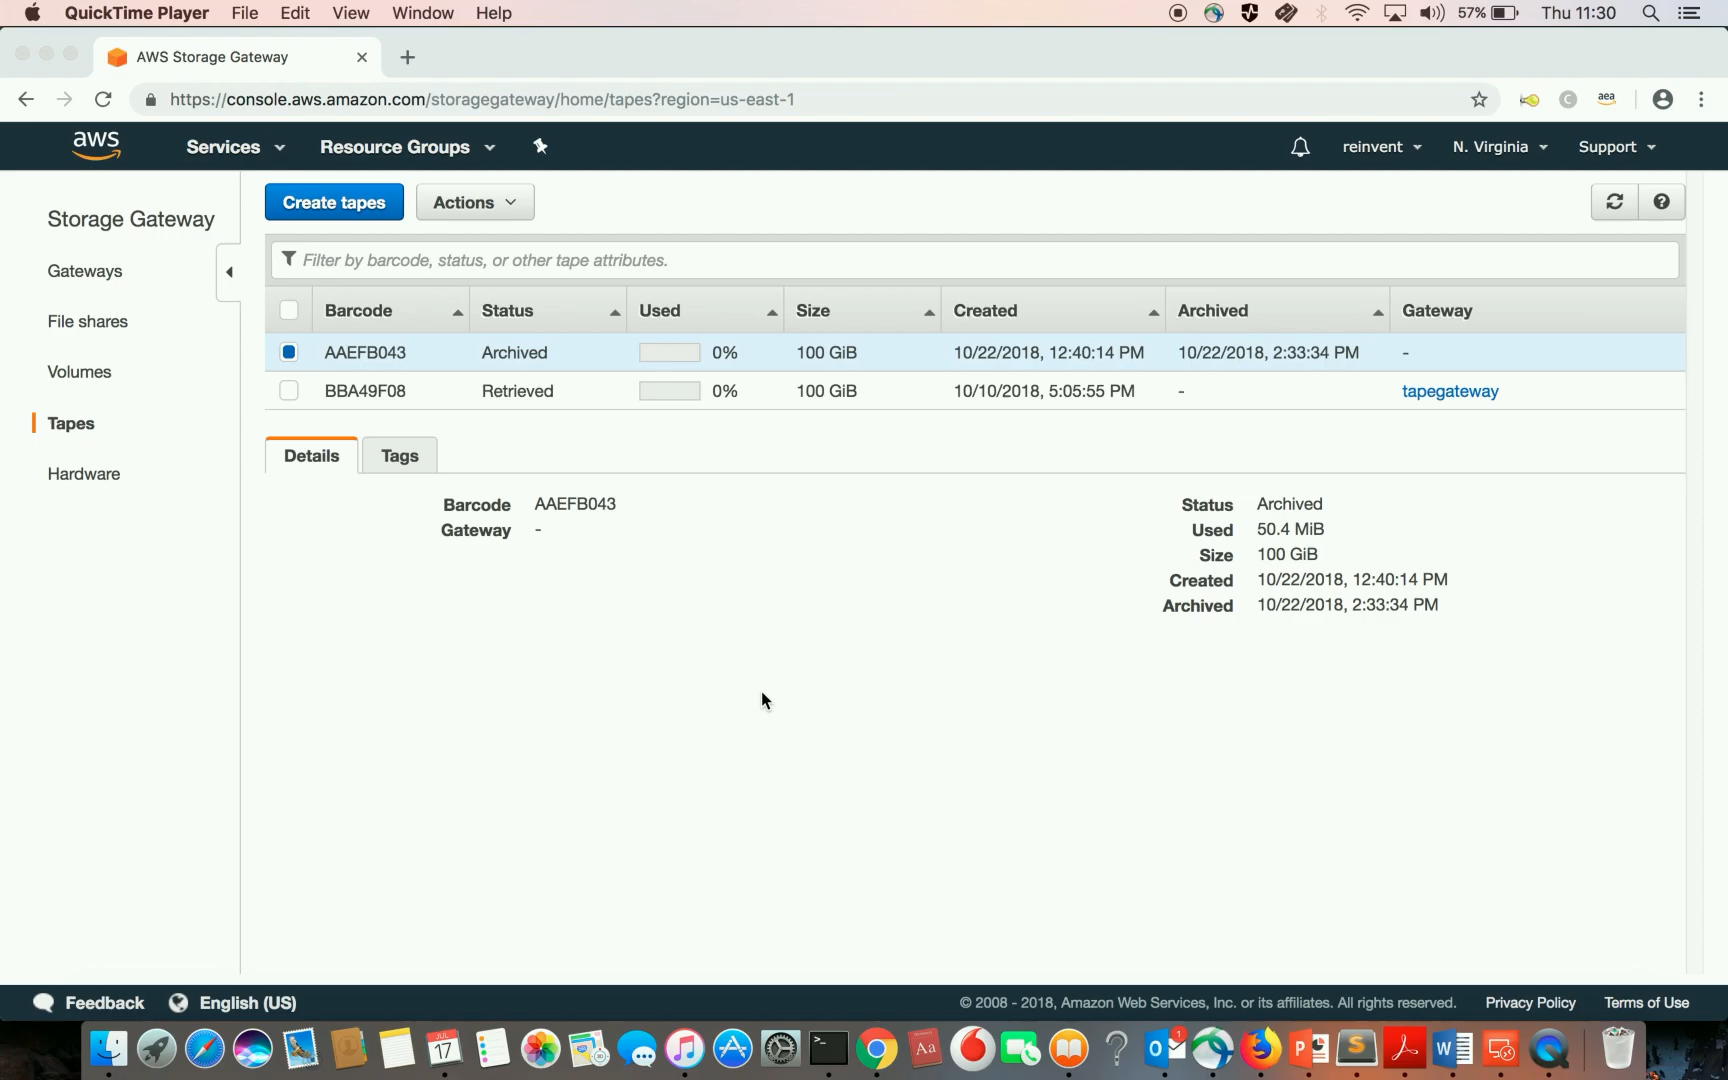 QuickTime Player File Edit View Window Help 57% Thu 11:30
AWS Storage Gateway
https://console.aws.amazon.com/storagegateway/home/tapes?region=us-east-1
C aea
aws Services Resource Groups reinvent N. Virginia Support
Storage Gateway
Gateways
File shares
Volumes
Tapes
Hardware
Create tapes Actions
Filter by barcode, status, or other tape attributes.
Barcode Status Used Size Created Archived Gateway
AAEFB043 Archived 0% 100 GiB 10/22/2018, 12:40:14 PM 10/22/2018, 2:33:34 PM -
BBA49F08 Retrieved 0% 100 GiB 10/10/2018, 5:05:55 PM - tapegateway
Details Tags
Barcode AAEFB043
Gateway -
Status Archived
Used 50.4 MiB
Size 100 GiB
Created 10/22/2018, 12:40:14 PM
Archived 10/22/2018, 2:33:34 PM
Feedback English (US) © 2008 - 2018, Amazon Web Services, Inc. or its affiliates. All rights reserved. Privacy Policy Terms of Use
JUL
17
Aa
1